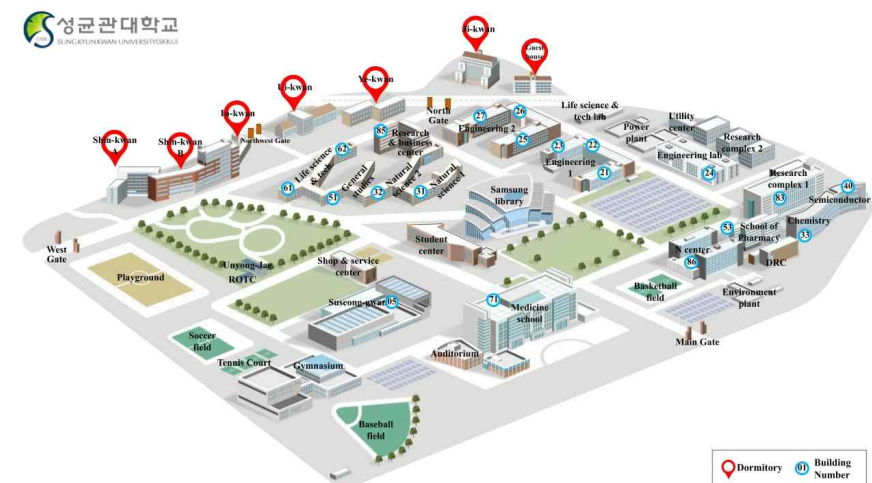 성균관대학교
SUNG KYUN KWAN UNIVERSITY(SKKU)
Ji-kwan
Guest
house
Ui-kwan
Ye-kwan
In-kwan
Shin-kwan
A
Shin-kwan
B
Northwest Gate
North
Gate
85
Research
& business
center
27
26
Engineering 2
25
Life science &
tech lab
Power
plant
Utility
center
Research
complex 2
23
22
Engineering
1
21
Engineering lab
24
62
Life science
& tech.
61
General
studies
51
Natural
science 2
32
Natural
science 1
31
Samsung
library
Research
complex 1
83
40
Semiconductor
Chemistry
33
School of
Pharmacy
53
N center
86
DRC
Student
center
West
Gate
Playground
Unyong-Jae
ROTC
Shop & service
center
Suseong-gwan
05
71
Medicine
school
Basketball
field
Environment
plant
Main Gate
Soccer
field
Tennis Court
Gymnasium
Auditorium
Baseball
field
Dormitory
01
Building
Number